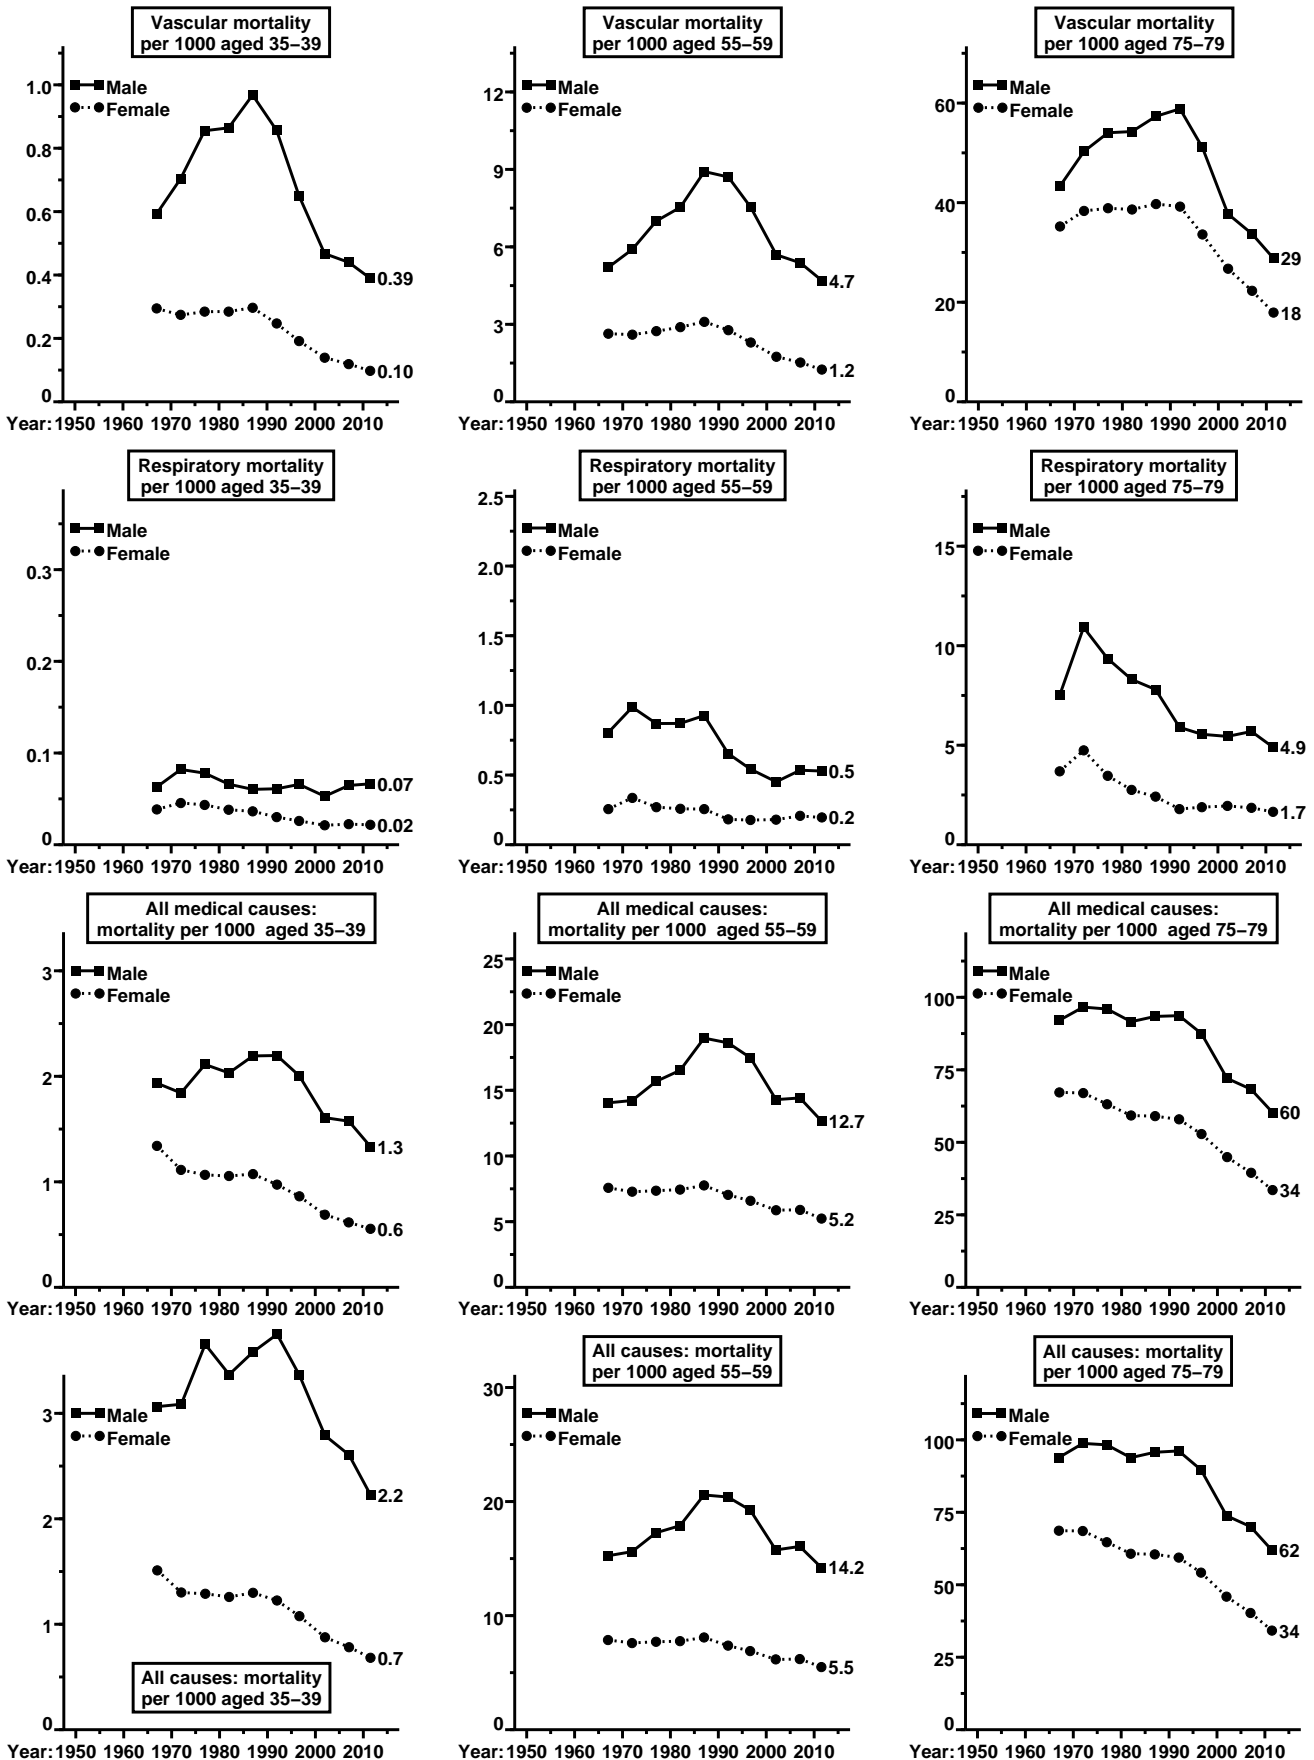 Vascular mortality
per 1000 aged 35–39
1.0
0.8
0.6
0.4
0.2
0
Male
Female
0.39
0.10
Year: 1950 1960 1970 1980 1990 2000 2010
Vascular mortality
per 1000 aged 55–59
12
9
6
3
0
Male
Female
4.7
1.2
1950 1960 1970 1980 1990 2000 2010
Vascular mortality
per 1000 aged 75–79
60
40
20
0
Male
Female
29
18
Year: 1950 1960 1970 1980 1990 2000 2010
Respiratory mortality
per 1000 aged 35–39
0.3
0.2
0.1
0
Male
Female
0.07
0.02
Year: 1950 1960 1970 1980 1990 2000 2010
Respiratory mortality
per 1000 aged 55–59
2.5
2.0
1.5
1.0
0.5
0
Male
Female
0.5
0.2
Year: 1950 1960 1970 1980 1990 2000 2010
Respiratory mortality
per 1000 aged 75–79
15
10
5
0
Male
Female
4.9
1.7
Year: 1950 1960 1970 1980 1990 2000 2010
All medical causes:
mortality per 1000 aged 35–39
3
2
1
0
Male
Female
1.3
0.6
Year: 1950 1960 1970 1980 1990 2000 2010
All medical causes:
mortality per 1000 aged 55–59
25
20
15
10
5
0
Male
Female
12.7
5.2
Year: 1950 1960 1970 1980 1990 2000 2010
All medical causes:
mortality per 1000 aged 75–79
100
75
50
25
0
Male
Female
60
34
Year: 1950 1960 1970 1980 1990 2000 2010
3
2
1
0
Male
Female
2.2
0.7
All causes: mortality
per 1000 aged 35–39
Year: 1950 1960 1970 1980 1990 2000 2010
All causes: mortality
per 1000 aged 55–59
30
20
10
0
Male
Female
14.2
5.5
Year: 1950 1960 1970 1980 1990 2000 2010
All causes: mortality
per 1000 aged 75–79
100
75
50
25
0
Male
Female
62
34
Year: 1950 1960 1970 1980 1990 2000 2010